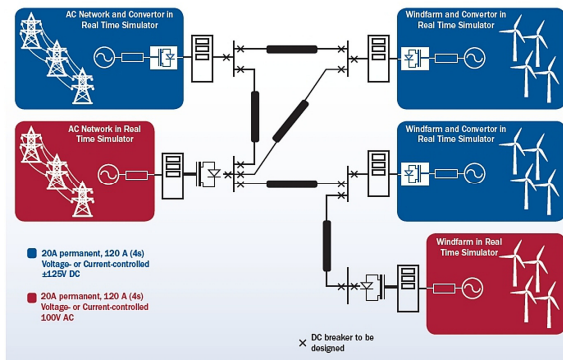 AC Network and Convertor in
Real Time Simulator
Windfarm and Convertor in
Real Time Simulator
AC Network in Real
Time Simulator
Windfarm and Convertor in
Real Time Simulator
20A permanent, 120 A (4s)
Voltage- or Current-controlled
±125V DC
Windfarm in Real
Time Simulator
20A permanent, 120 A (4s)
Voltage- or Current-controlled
100V AC
× DC breaker to be
designed